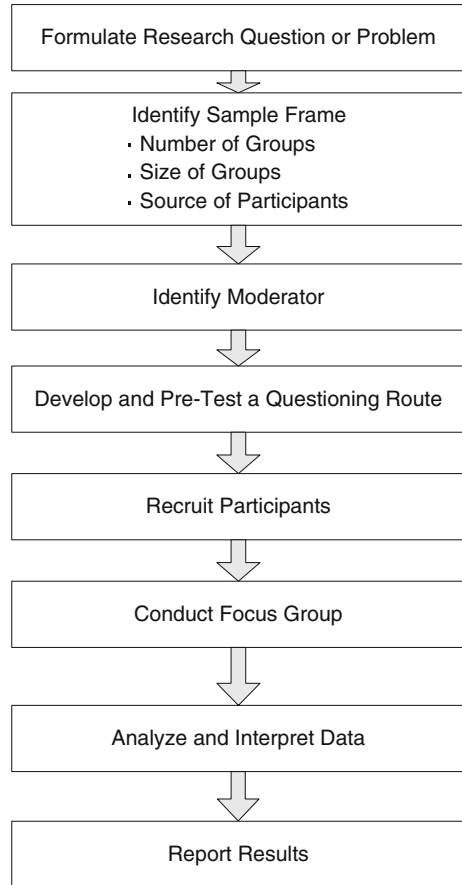 Formulate Research Question or Problem
Identify Sample Frame
· Number of Groups
· Size of Groups
· Source of Participants
Identify Moderator
Develop and Pre-Test a Questioning Route
Recruit Participants
Conduct Focus Group
Analyze and Interpret Data
Report Results